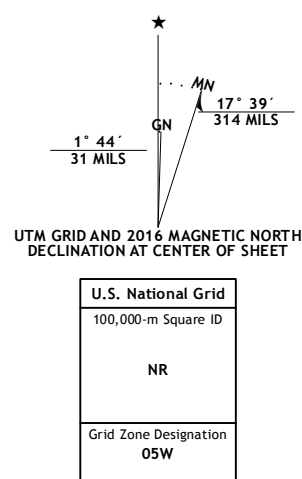 ★
MN
GN
17° 39´
314 MILS
1° 44´
31 MILS
UTM GRID AND 2016 MAGNETIC NORTH
DECLINATION AT CENTER OF SHEET
U.S. National Grid
100,000-m Square ID
NR
Grid Zone Designation
05W